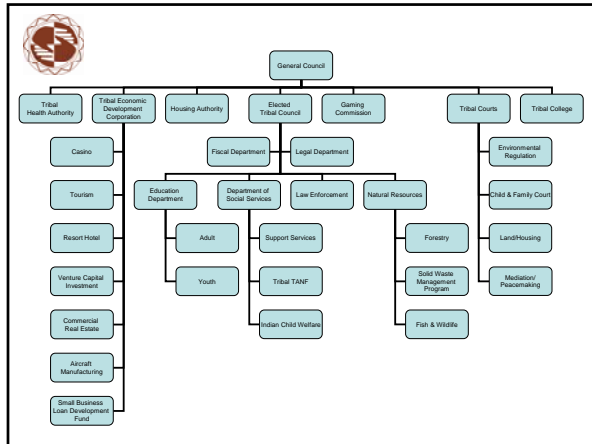 General Council
Tribal
Health Authority
Tribal Economic
Development
Corporation
Housing Authority
Elected
Tribal Council
Gaming
Commission
Tribal Courts
Tribal College
Casino
Tourism
Resort Hotel
Venture Capital
Investment
Commercial
Real Estate
Aircraft
Manufacturing
Small Business
Loan Development
Fund
Fiscal Department
Legal Department
Education
Department
Department of
Social Services
Law Enforcement
Natural Resources
Adult
Youth
Support Services
Tribal TANF
Indian Child Welfare
Forestry
Solid Waste
Management
Program
Fish & Wildlife
Environmental
Regulation
Child & Family Court
Land/Housing
Mediation/
Peacemaking